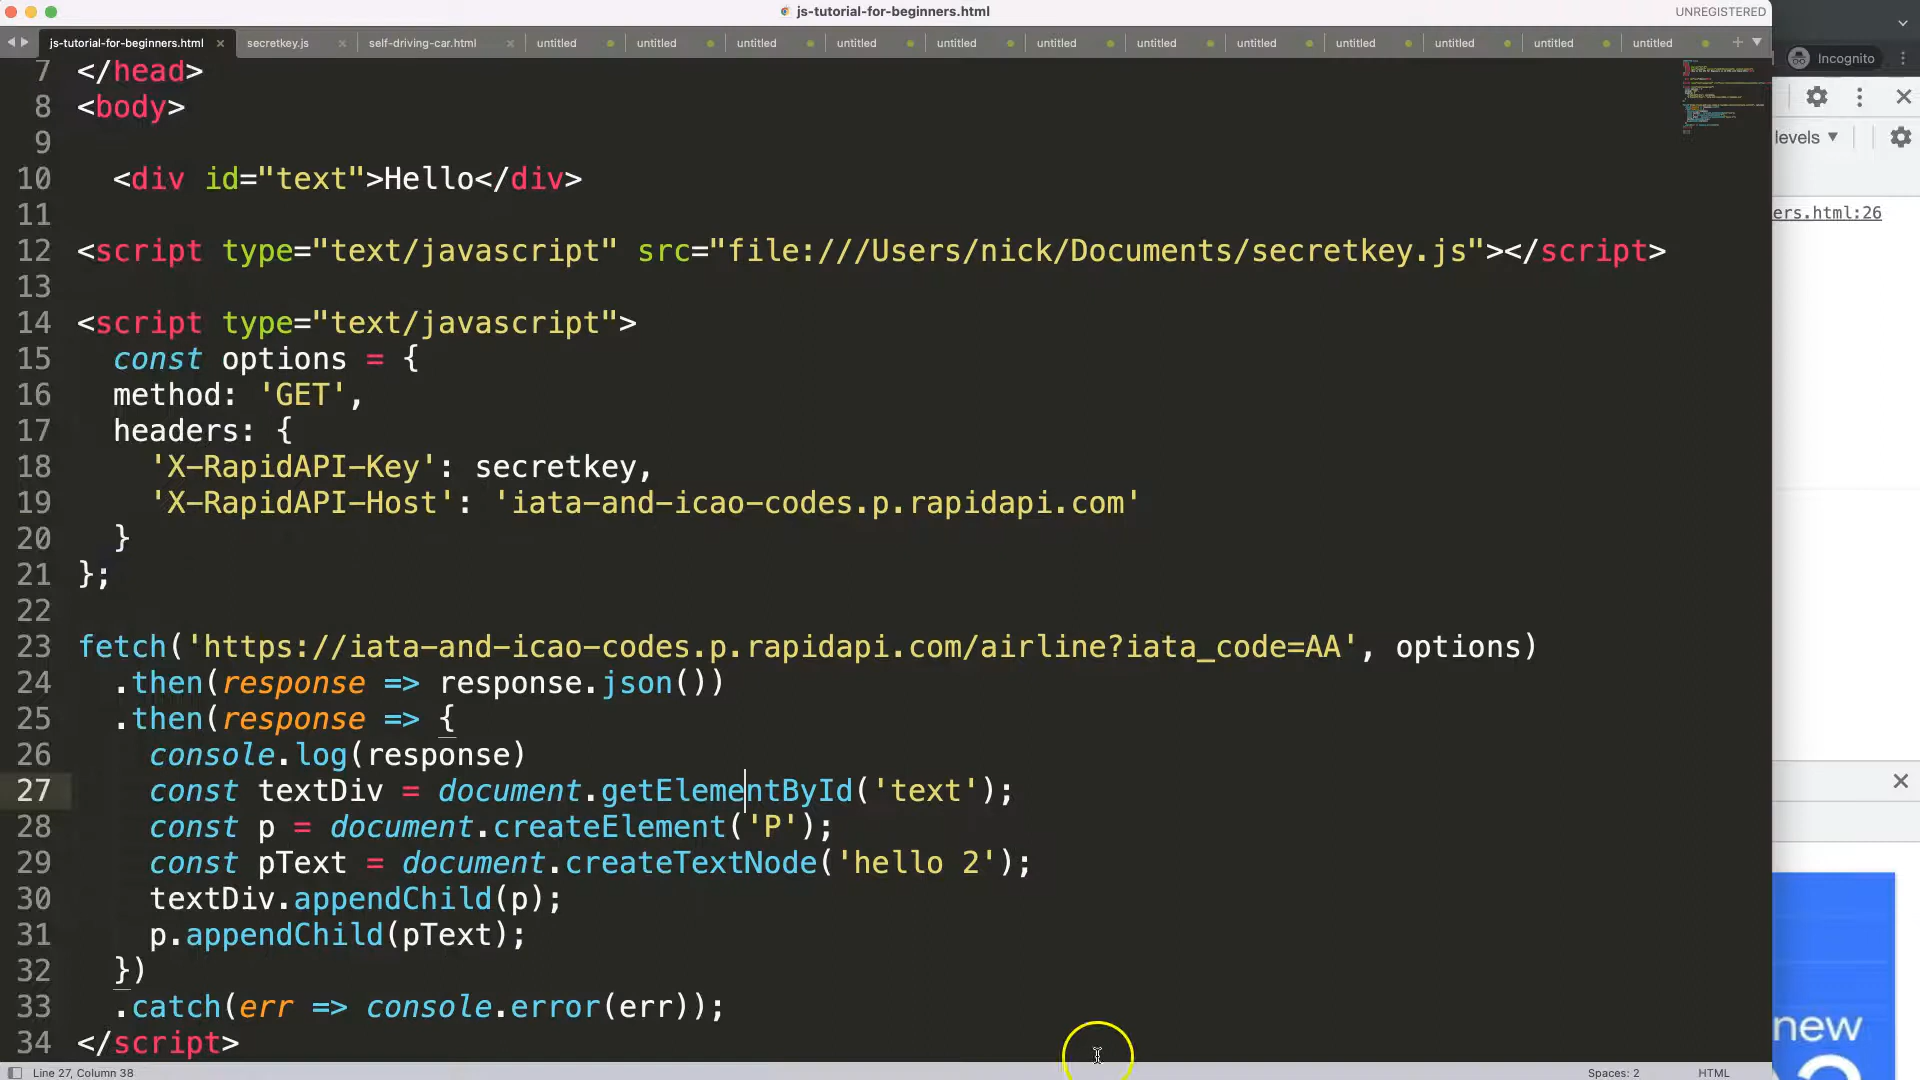 js-tutorial-for-beginners.html
UNREGISTERED
js-tutorial-for-beginners.html secretkey.js self-driving-car.html untitled untitled untitled untitled untitled untitled untitled untitled untitled untitled untitled untitled
Incognito
levels
ers.html:26
7 </head>
8 <body>
9
10 <div id="text">Hello</div>
11
12 <script type="text/javascript" src="file:///Users/nick/Documents/secretkey.js"></script>
13
14 <script type="text/javascript">
15 const options = {
16 method: 'GET',
17 headers: {
18 'X-RapidAPI-Key': secretkey,
19 'X-RapidAPI-Host': 'iata-and-icao-codes.p.rapidapi.com'
20 }
21 };
22
23 fetch('https://iata-and-icao-codes.p.rapidapi.com/airline?iata_code=AA', options)
24 .then(response => response.json())
25 .then(response => {
26 console.log(response)
27 const textDiv = document.getElementById('text');
28 const p = document.createElement('P');
29 const pText = document.createTextNode('hello 2');
30 textDiv.appendChild(p);
31 p.appendChild(pText);
32 })
33 .catch(err => console.error(err));
34 </script>
new
Line 27, Column 38
Spaces: 2
HTML